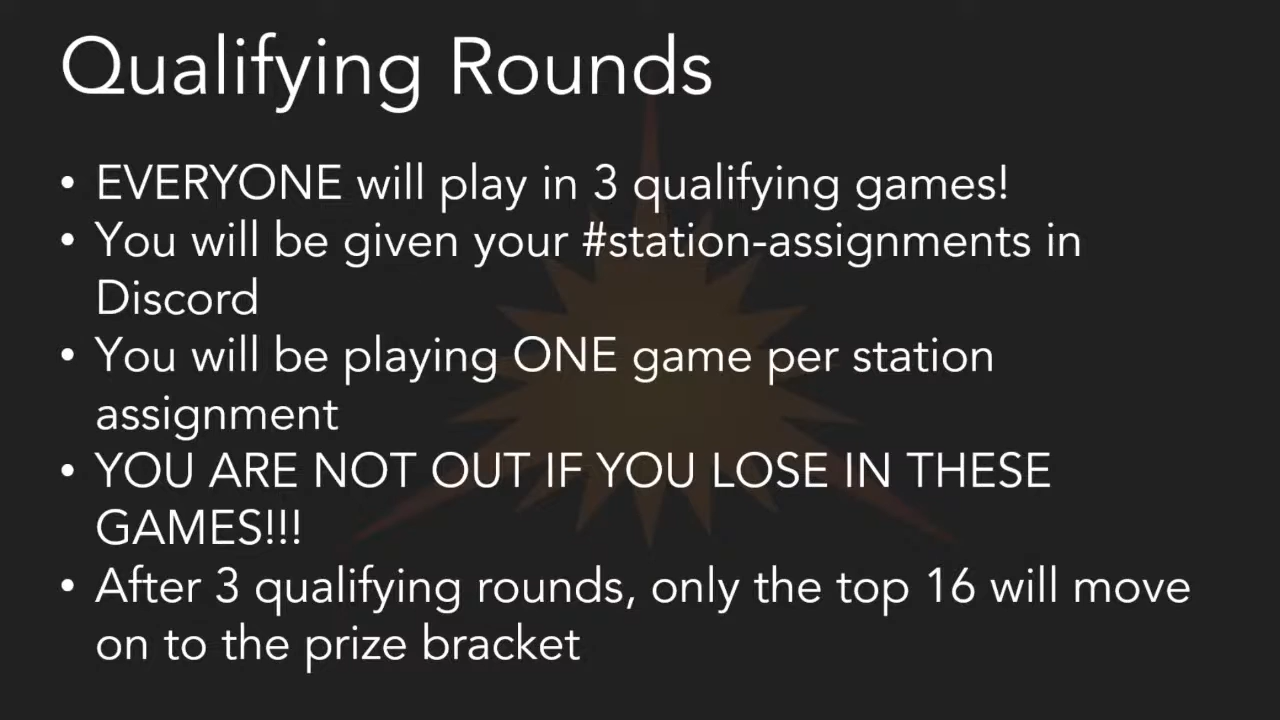 Qualifying Rounds
• EVERYONE will play in 3 qualifying games!
• You will be given your #station-assignments in
Discord
• You will be playing ONE game per station
assignment
• YOU ARE NOT OUT IF YOU LOSE IN THESE
GAMES!!!
• After 3 qualifying rounds, only the top 16 will move
on to the prize bracket